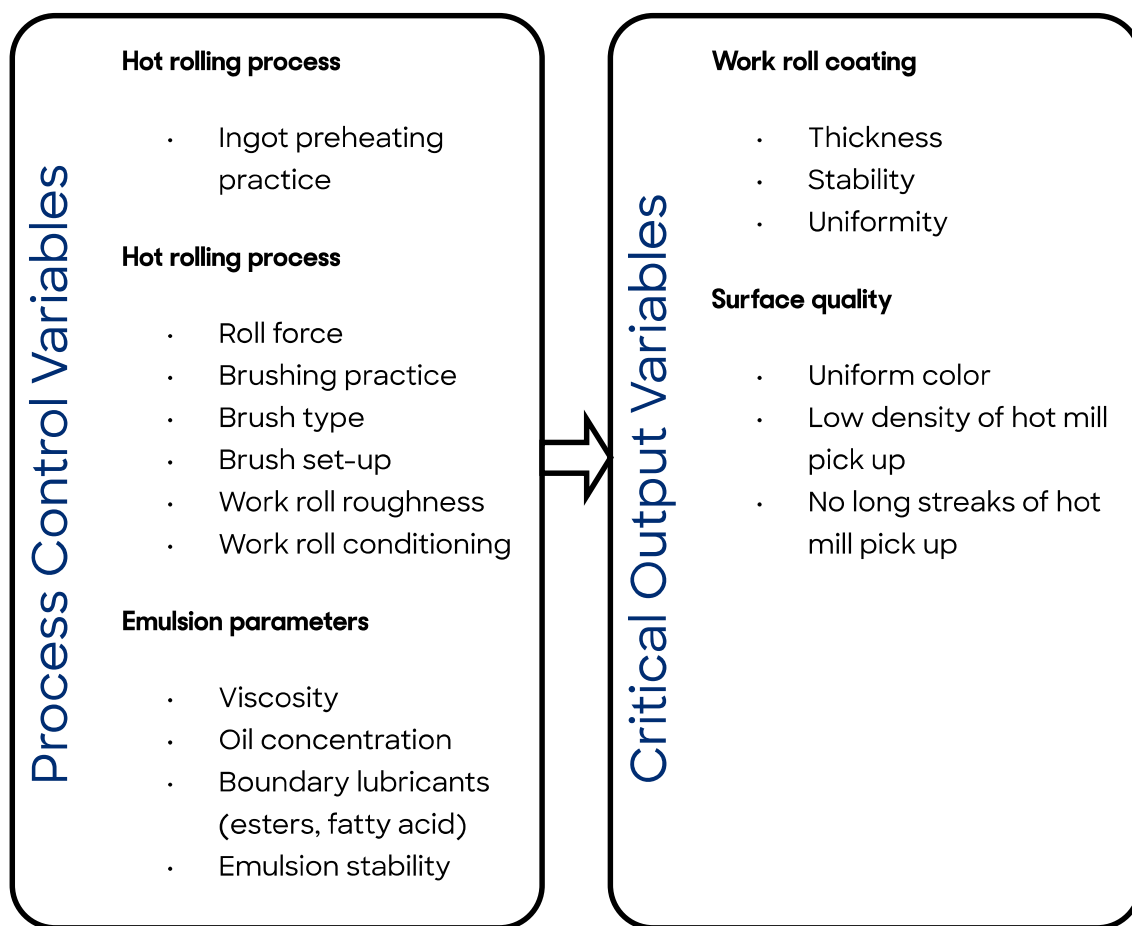 Process Control Variables
Hot rolling process
· Ingot preheating
practice
Hot rolling process
· Roll force
· Brushing practice
· Brush type
· Brush set-up
· Work roll roughness
· Work roll conditioning
Emulsion parameters
· Viscosity
· Oil concentration
· Boundary lubricants
(esters, fatty acid)
· Emulsion stability
Critical Output Variables
Work roll coating
· Thickness
· Stability
· Uniformity
Surface quality
· Uniform color
· Low density of hot mill
pick up
· No long streaks of hot
mill pick up